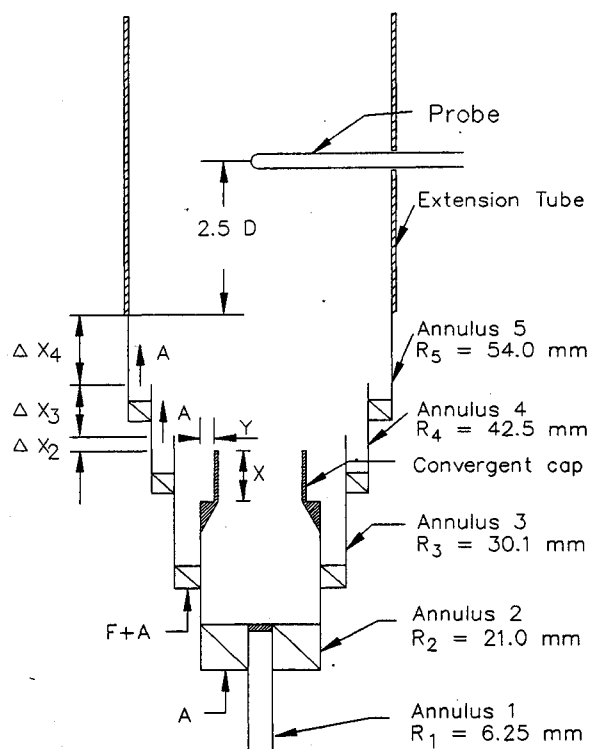 Probe
Extension Tube
2.5 D
Δ X₄
A
Annulus 5
R₅ = 54.0 mm
Δ X₃
A
Y
Annulus 4
R₄ = 42.5 mm
Δ X₂
X
Convergent cap
Annulus 3
R₃ = 30.1 mm
F+A
Annulus 2
R₂ = 21.0 mm
A
Annulus 1
R₁ = 6.25 mm